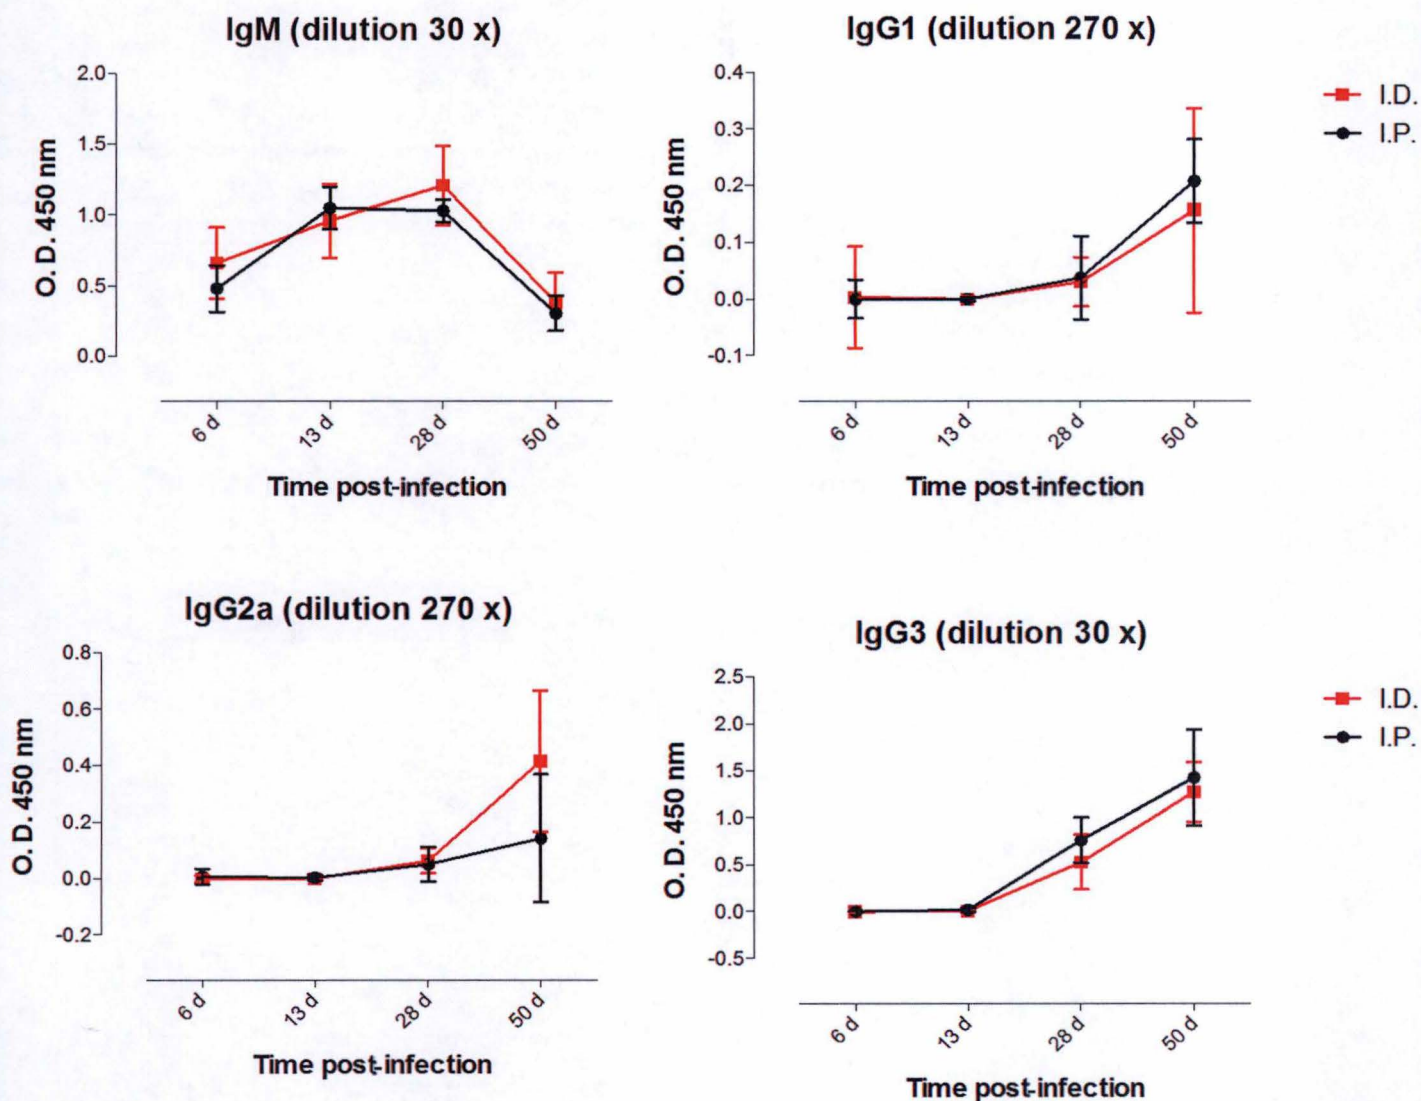 IgM (dilution 30 x)
2.0
1.5
1.0
0.5
0.0
O. D. 450 nm
6 d
13 d
28 d
50 d
Time post-infection
IgG1 (dilution 270 x)
0.4
0.3
0.2
0.1
0.0
-0.1
O. D. 450 nm
6 d
13 d
28 d
50 d
Time post-infection
I.D.
I.P.
IgG2a (dilution 270 x)
0.8
0.6
0.4
0.2
0.0
-0.2
O. D. 450 nm
6 d
13 d
28 d
50 d
Time post-infection
IgG3 (dilution 30 x)
2.5
2.0
1.5
1.0
0.5
0.0
-0.5
O. D. 450 nm
6 d
13 d
28 d
50 d
Time post-infection
I.D.
I.P.